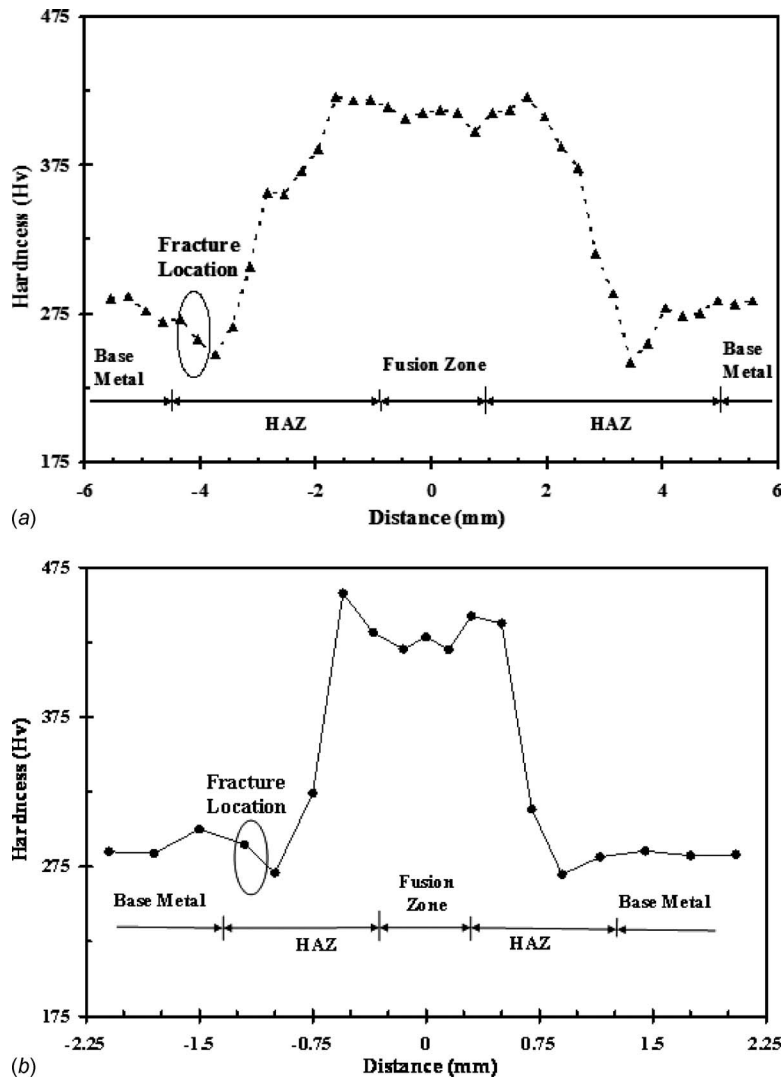 475
375
275
175
Hardncess (Hv)
Fracture
Location
Base
Metal
HAZ
Fusion Zone
HAZ
Base
Metal
-6
-4
-2
0
2
4
6
Distance (mm)
(a)
475
375
275
175
Hardncess (Hv)
Fracture
Location
Base Metal
HAZ
Fusion
Zone
HAZ
Base Metal
-2.25
-1.5
-0.75
0
0.75
1.5
2.25
Distance (mm)
(b)